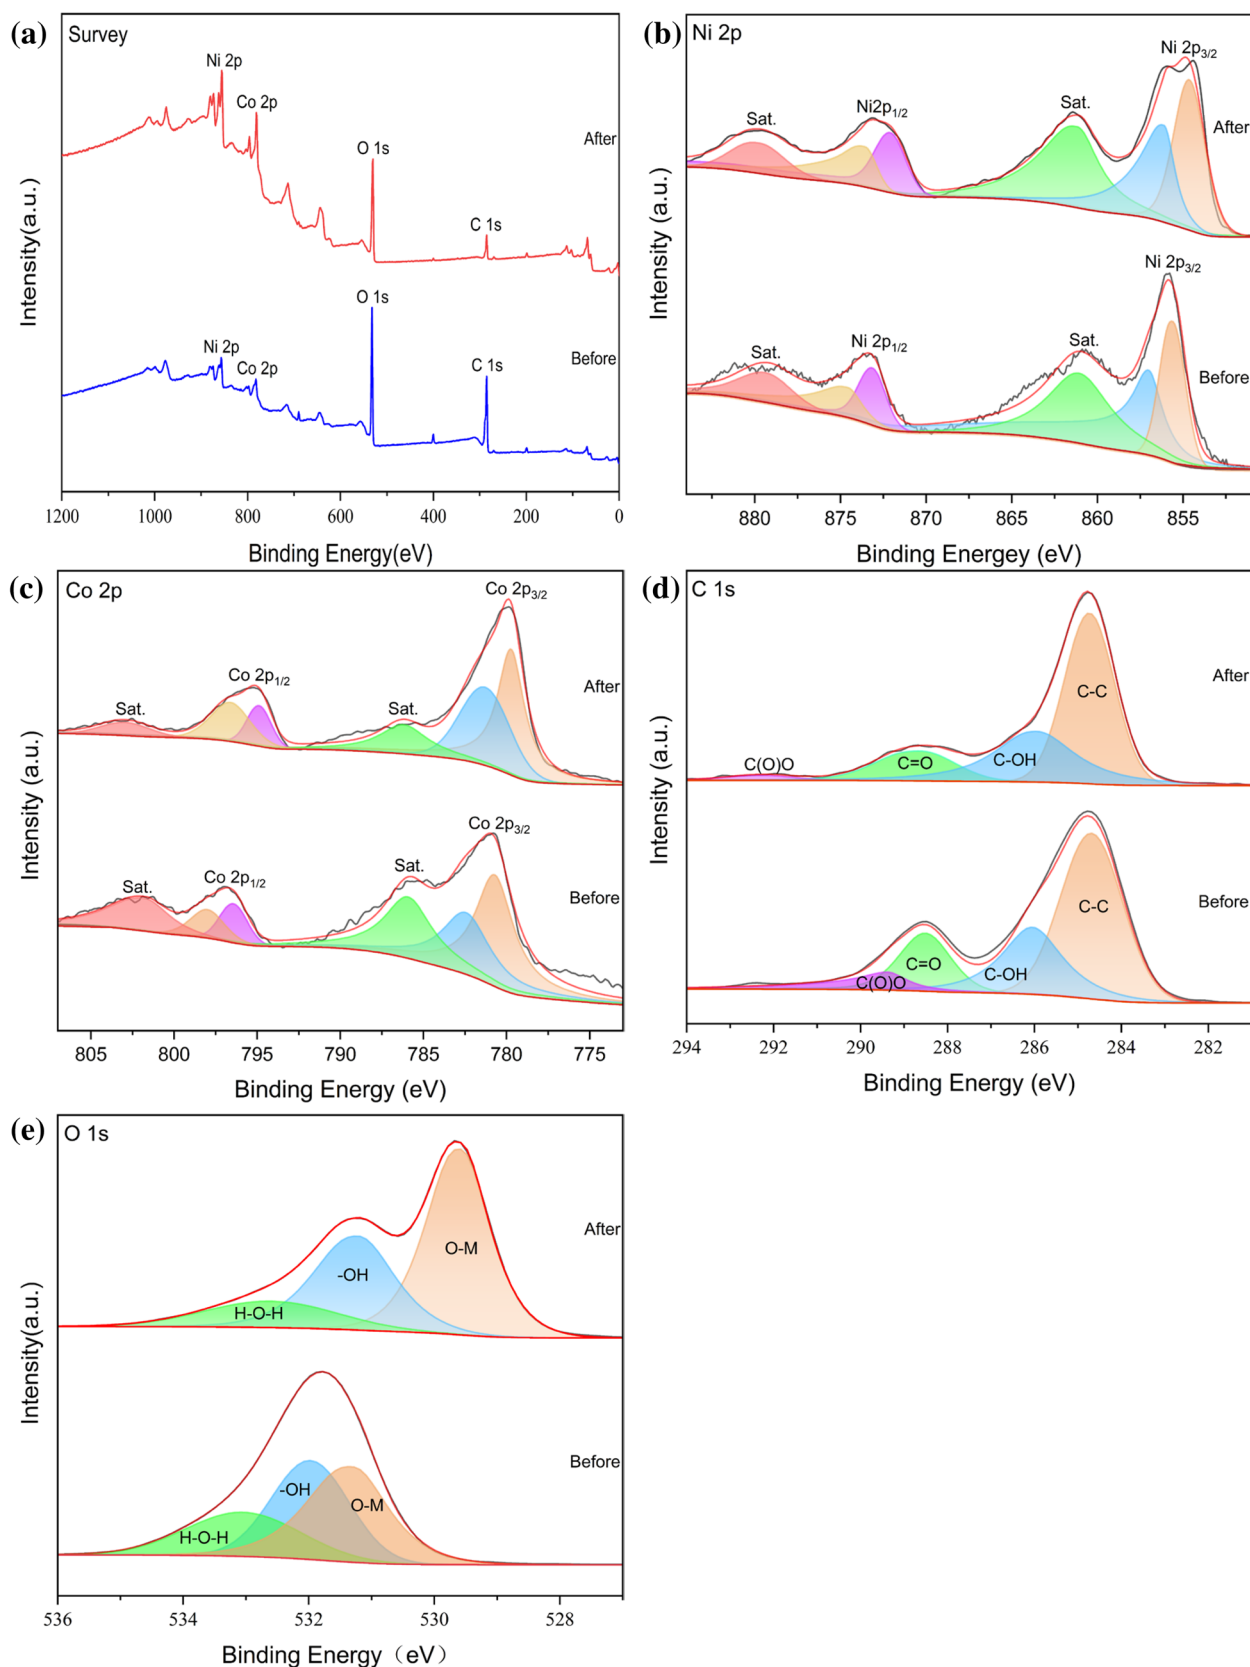 (a)
Survey
Ni 2p
Co 2p
O 1s
C 1s
After
Ni 2p
Co 2p
O 1s
C 1s
Before
Intensity(a.u.)
1200 1000 800 600 400 200 0
Binding Energy(eV)
(b)
Ni 2p
Sat.
Ni2p1/2
Sat.
Ni 2p3/2
After
Sat.
Ni 2p1/2
Sat.
Ni 2p3/2
Before
Intensity (a.u.)
880 875 870 865 860 855
Binding Energey (eV)
(c)
Co 2p
Sat.
Co 2p1/2
Sat.
Co 2p3/2
After
Sat.
Co 2p1/2
Sat.
Co 2p3/2
Before
Intensity (a.u.)
805 800 795 790 785 780 775
Binding Energy (eV)
(d)
C 1s
C(O)O
C=O
C-OH
C-C
After
C(O)O
C=O
C-OH
C-C
Before
Intensity (a.u.)
294 292 290 288 286 284 282
Binding Energy (eV)
(e)
O 1s
H-O-H
-OH
O-M
After
H-O-H
-OH
O-M
Before
Intensity(a.u.)
536 534 532 530 528
Binding Energy（eV）